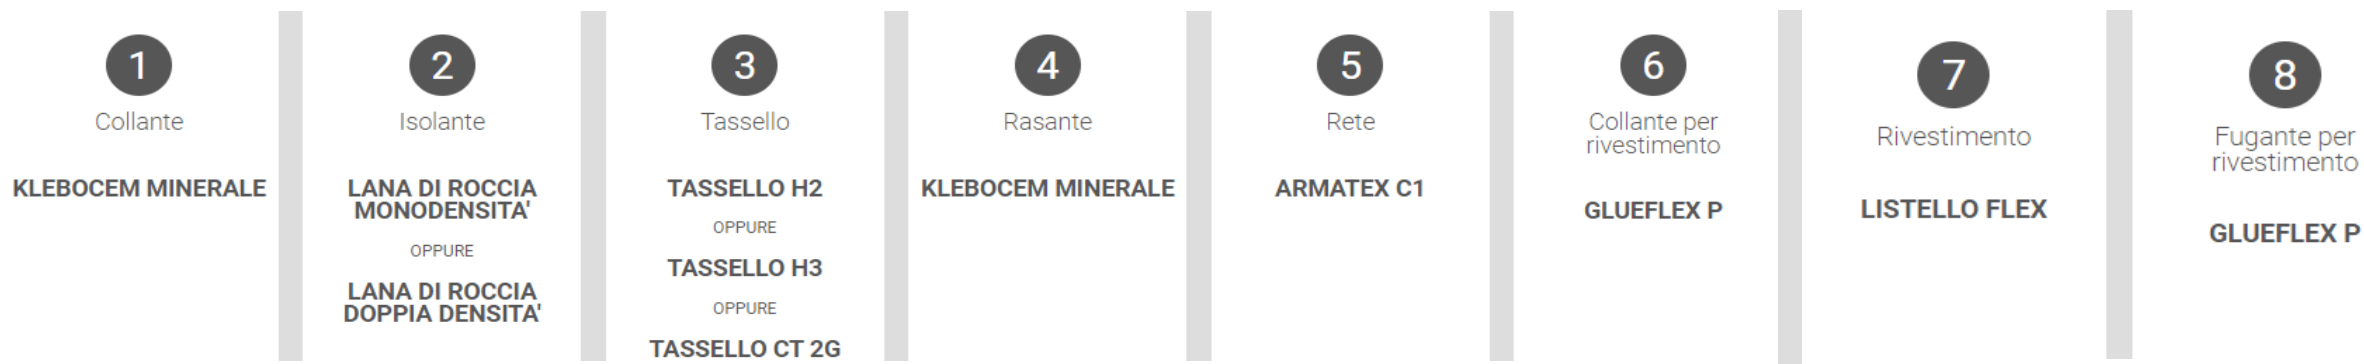 1
Collante
KLEBOCEM MINERALE
2
Isolante
LANA DI ROCCIA
MONODENSITA'
OPPURE
LANA DI ROCCIA
DOPPIA DENSITA'
3
Tassello
TASSELLO H2
OPPURE
TASSELLO H3
OPPURE
TASSELLO CT 2G
4
Rasante
KLEBOCEM MINERALE
5
Rete
ARMATEX C1
6
Collante per
rivestimento
GLUEFLEX P
7
Rivestimento
LISTELLO FLEX
8
Fugante per
rivestimento
GLUEFLEX P